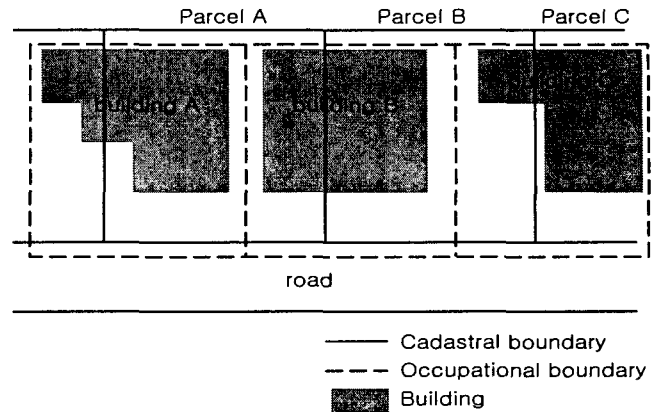 Parcel A Parcel B Parcel C
building A building B
road
Cadastral boundary
Occupational boundary
Building